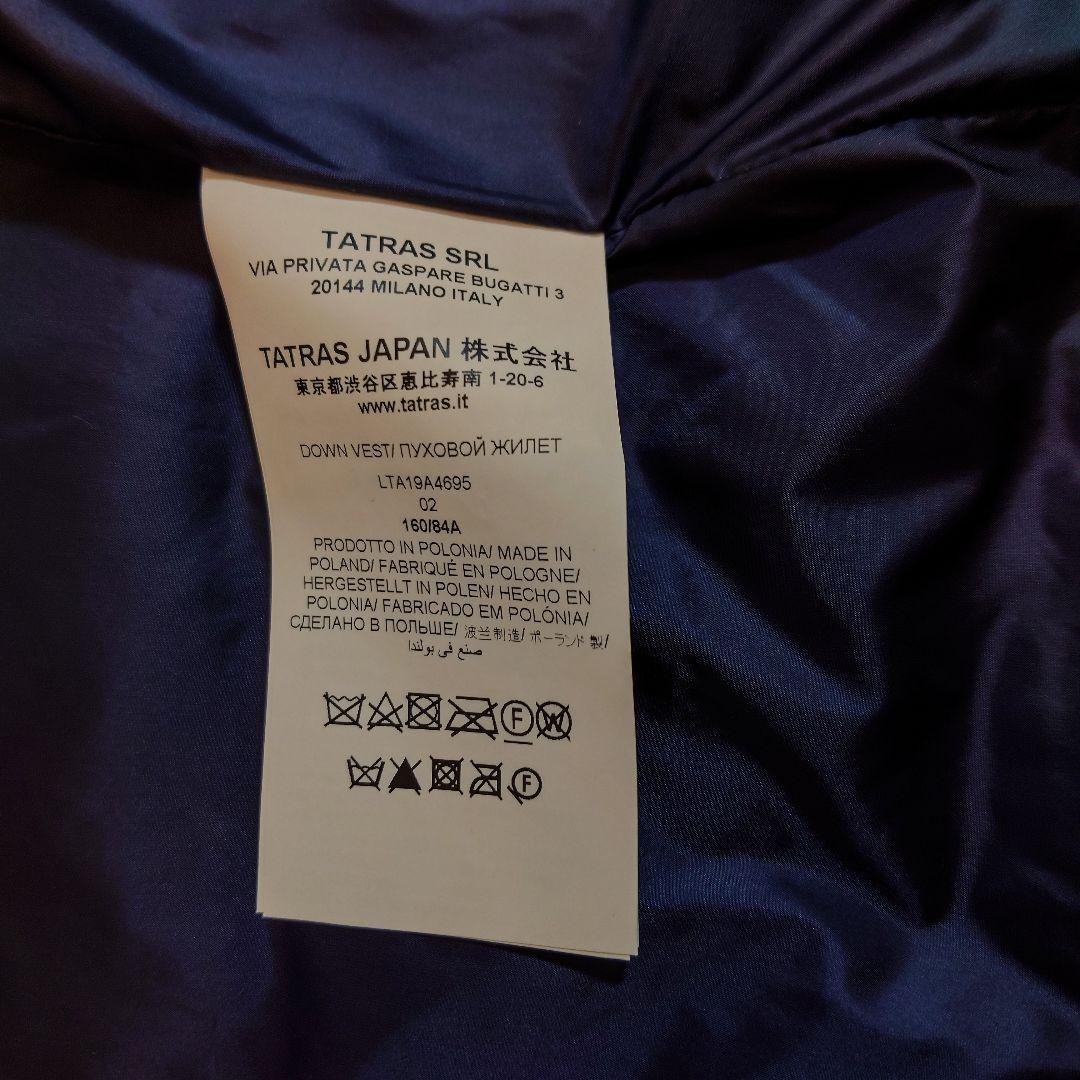 TATRAS SRL
VIA PRIVATA GASPARE BUGATTI 3
20144 MILANO ITALY
TATRAS JAPAN 株式会社
東京都渋谷区恵比寿南 1-20-6
www.tatras.it
DOWN VEST/ ПУХОВОЙ ЖИЛЕТ
LTA19A4695
02
160/84A
PRODOTTO IN POLONIA/ MADE IN
POLAND/ FABRIQUÉ EN POLOGNE/
HERGESTELLT IN POLEN/ HECHO EN
POLONIA/ FABRICADO EM POLÓNIA/
СДЕЛАНО В ПОЛЬШЕ/ 波兰制造/ ポーランド 製/
صنع في بولندا
F W
F